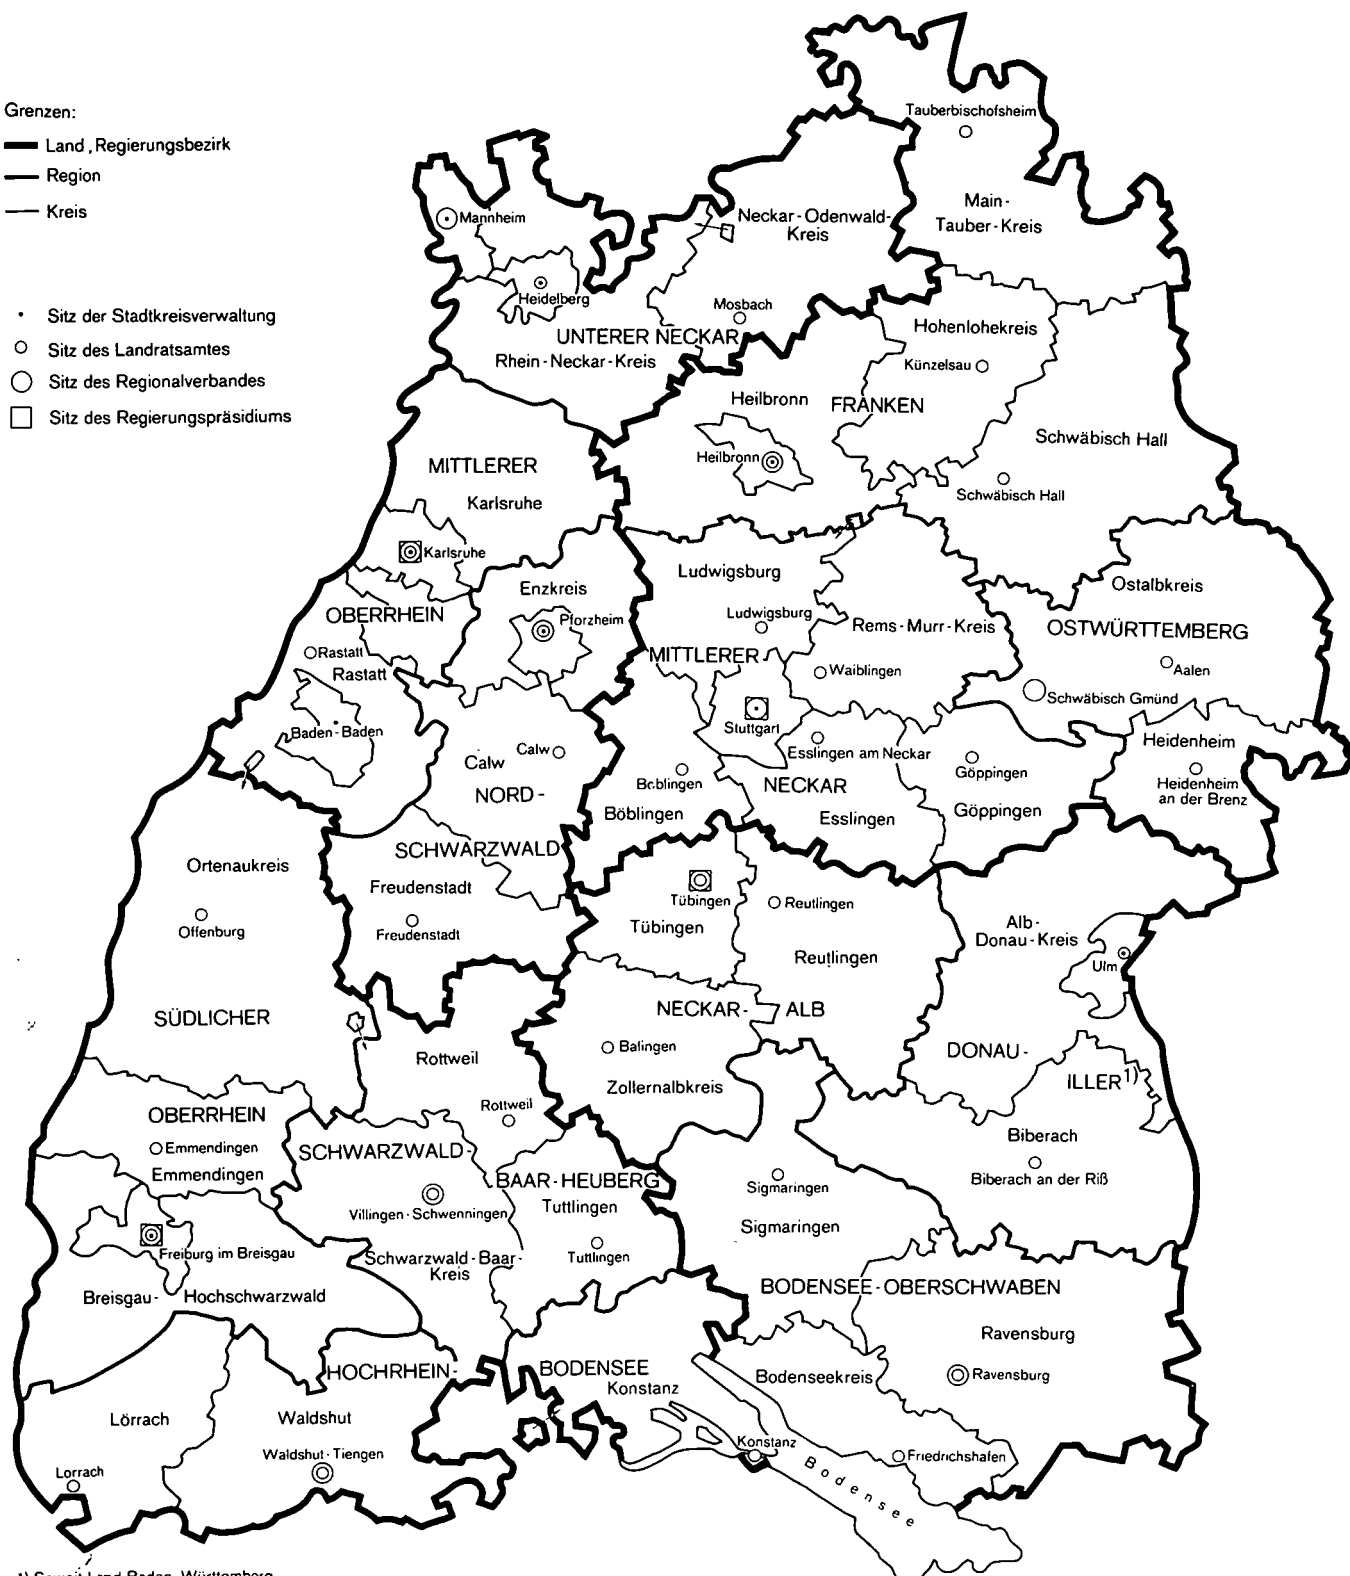 Grenzen:
Land, Regierungsbezirk
Region
Kreis
Sitz der Stadtkreisverwaltung
Sitz des Landratsamtes
Sitz des Regionalverbandes
Sitz des Regierungspräsidiums
Tauberbischofsheim
Main-
Tauber-Kreis
Mannheim
Neckar-Odenwald-
Kreis
Heidelberg
Mosbach
UNTERER NECKAR
Rhein-Neckar-Kreis
Hohenlohekreis
Künzelsau
Heilbronn
FRANKEN
Schwäbisch Hall
Heilbronn
Schwäbisch Hall
MITTLERER
Karlsruhe
Karlsruhe
Enzkreis
Pforzheim
OBERRHEIN
Rastatt
Rastatt
Baden-Baden
Ludwigsburg
Ludwigsburg
Rems-Murr-Kreis
Waiblingen
MITTLERER
Stuttgart
Ostalbkreis
OSTWÜRTTEMBERG
Aalen
Schwäbisch Gmünd
Calw
Calw
NORD-
SCHWARZWALD
Böblingen
Böblingen
Esslingen am Neckar
NECKAR
Esslingen
Göppingen
Göppingen
Heidenheim
Heidenheim
an der Brenz
Ortenaukreis
Offenburg
Freudenstadt
Freudenstadt
Tübingen
Tübingen
Reutlingen
Reutlingen
Alb-
Donau-Kreis
Ulm
SÜDLICHER
NECKAR-
ALB
Balingen
Zollernalbkreis
DONAU-
ILLER 1)
Rottweil
Rottweil
OBERRHEIN
Emmendingen
Emmendingen
SCHWARZWALD-
BAAR-HEUBERG
Tuttlingen
Tuttlingen
Villingen-Schwenningen
Schwarzwald-Baar-
Kreis
Biberach
Biberach an der Riß
Sigmaringen
Sigmaringen
Freiburg im Breisgau
Breisgau-Hochschwarzwald
BODENSEE-OBERSCHWABEN
Ravensburg
Ravensburg
HOCHRHEIN-
BODENSEE
Konstanz
Bodenseekreis
Lörrach
Waldshut
Waldshut-Tiengen
Lorrach
Konstanz
Friedrichshafen
Bodensee
1) Soweit Land Baden-Württemberg